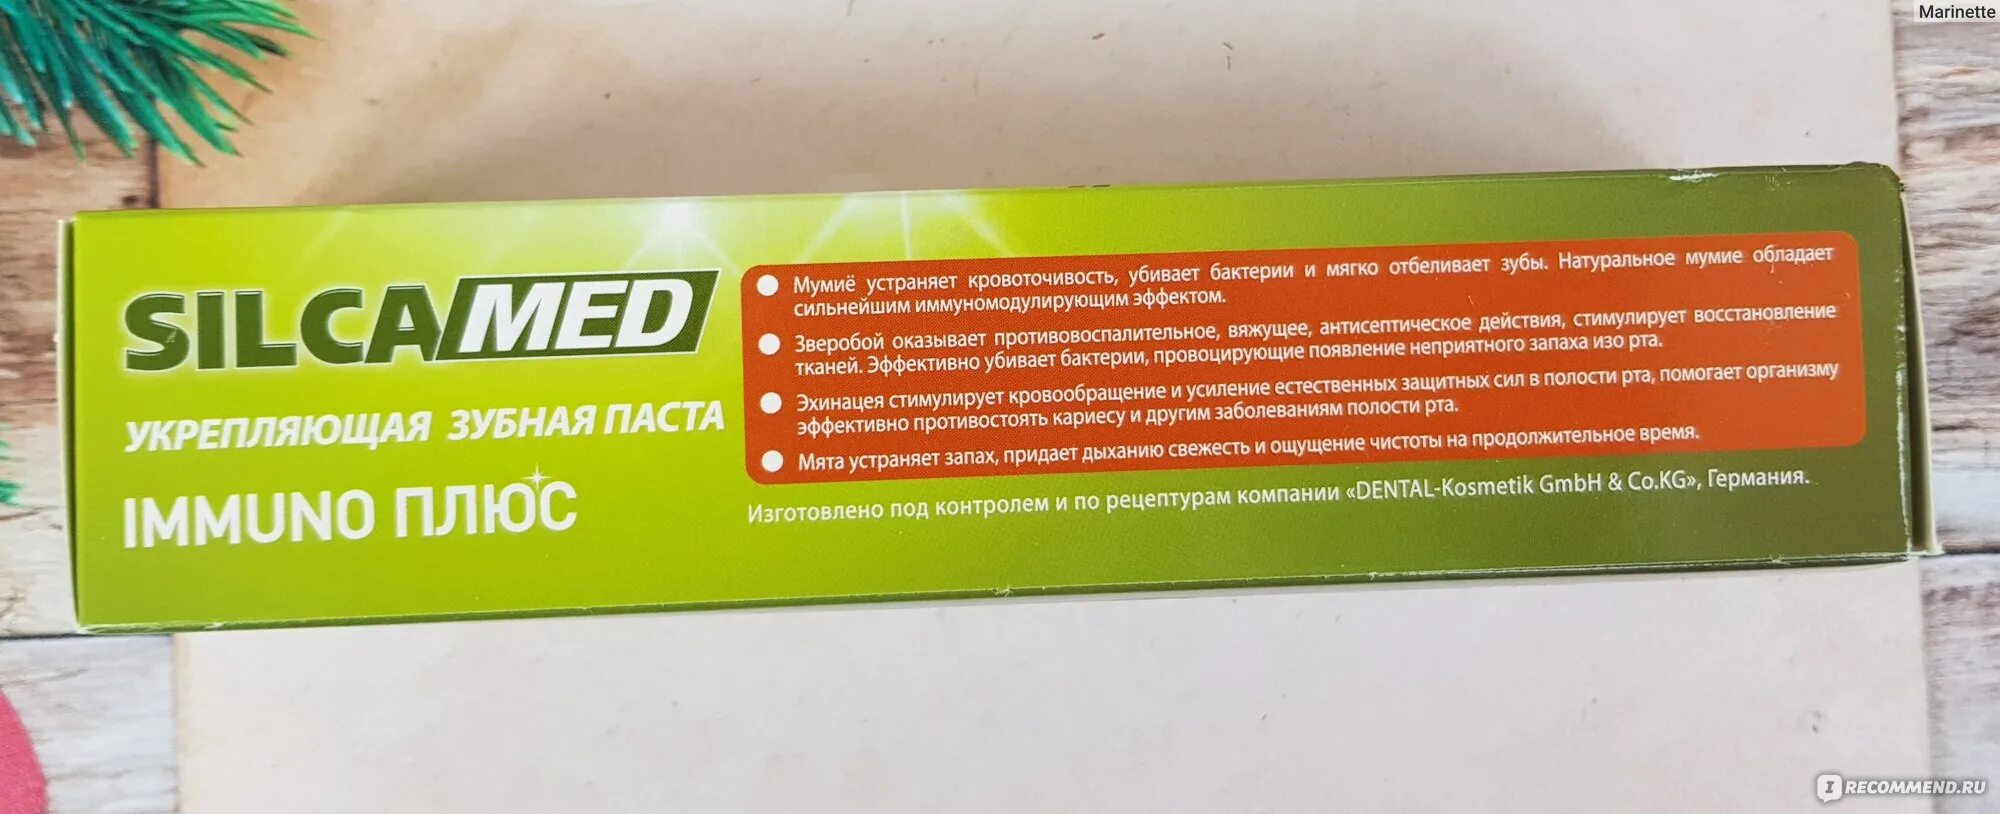 Marinette
SILCAMED
УКРЕПЛЯЮЩАЯ ЗУБНАЯ ПАСТА
IMMUNO ПЛЮС
Мумиё устраняет кровоточивость, убивает бактерии и мягко отбеливает зубы. Натуральное мумие обладает
сильнейшим иммуномодулирующим эффектом.
Зверобой оказывает противовоспалительное, вяжущее, антисептическое действия, стимулирует восстановление
тканей. Эффективно убивает бактерии, провоцирующие появление неприятного запаха изо рта.
Эхинацея стимулирует кровообращение и усиление естественных защитных сил в полости рта, помогает организму
эффективно противостоять кариесу и другим заболеваниям полости рта.
Мята устраняет запах, придает дыханию свежесть и ощущение чистоты на продолжительное время.
Изготовлено под контролем и по рецептурам компании «DENTAL-Kosmetik GmbH & Co.KG», Германия.
I RECOMMEND.RU